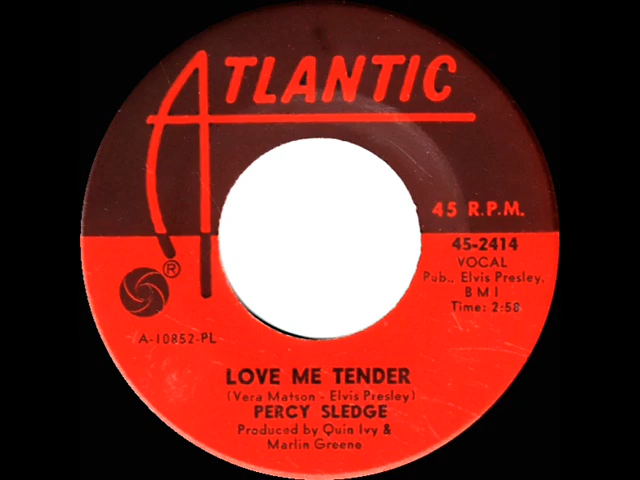 ATLANTIC
45 R.P.M.
45-2414
VOCAL
Pub., Elvis Presley,
BMI
Time: 2:58
®
A-10852-PL
LOVE ME TENDER
(Vera Matson - Elvis Presley)
PERCY SLEDGE
Produced by Quin Ivy &
Marlin Greene